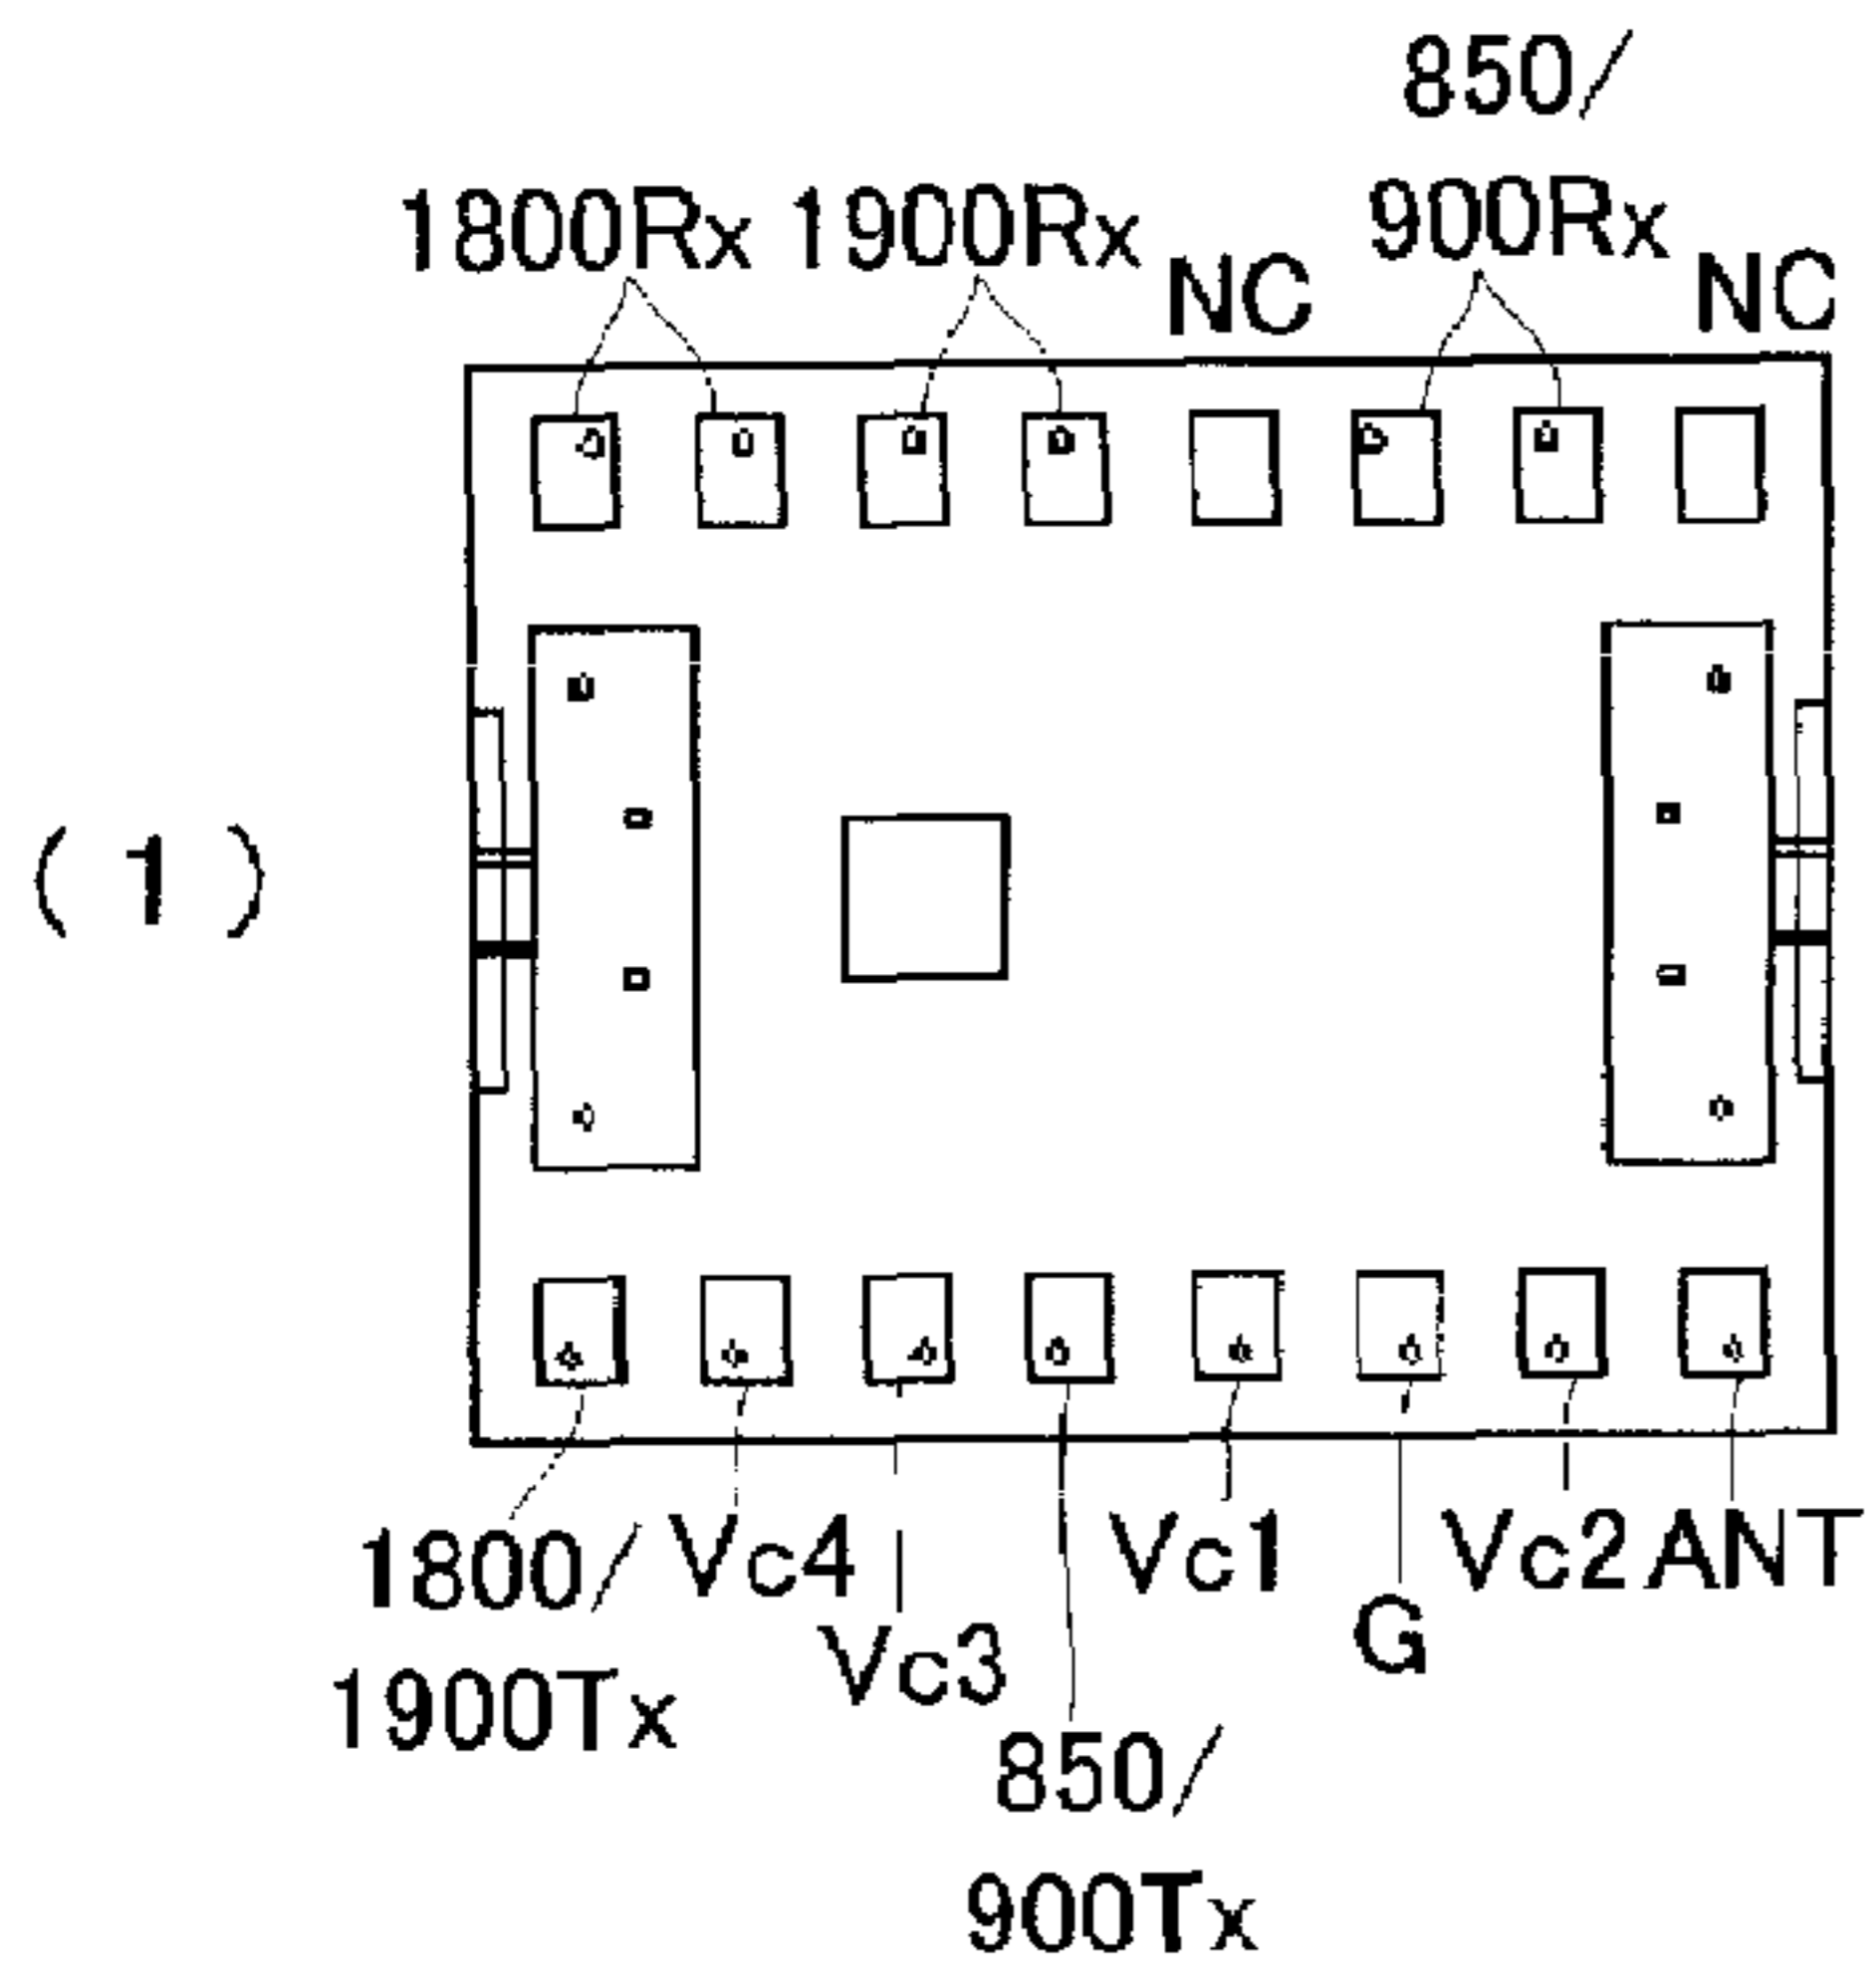 850/
1800Rx 1900Rx 900Rx
NC NC
(1)
1800/ Vc4 Vc1 Vc2 ANT
Vc3 G
1900Tx
850/
900Tx